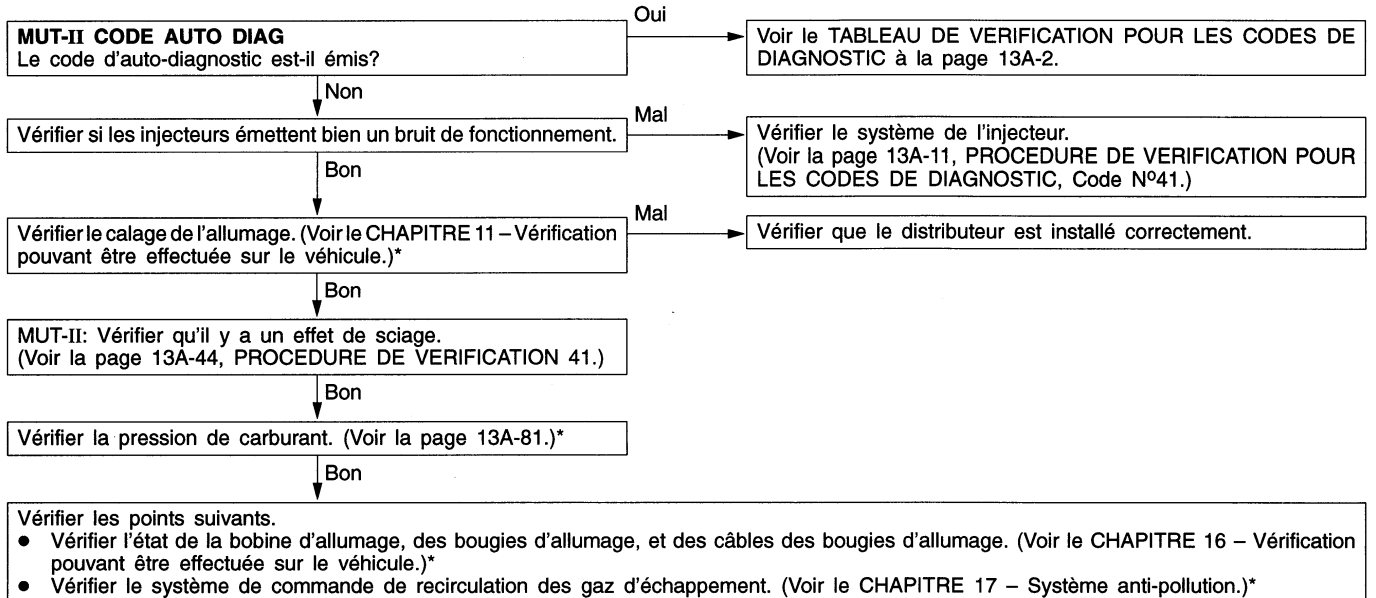 Oui
MUT-II CODE AUTO DIAG
Le code d'auto-diagnostic est-il émis?
Voir le TABLEAU DE VERIFICATION POUR LES CODES DE
DIAGNOSTIC à la page 13A-2.
Non
Mal
Vérifier si les injecteurs émettent bien un bruit de fonctionnement.
Vérifier le système de l'injecteur.
(Voir la page 13A-11, PROCEDURE DE VERIFICATION POUR
LES CODES DE DIAGNOSTIC, Code Nº41.)
Bon
Mal
Vérifier le calage de l'allumage. (Voir le CHAPITRE 11 – Vérification
pouvant être effectuée sur le véhicule.)*
Vérifier que le distributeur est installé correctement.
Bon
MUT-II: Vérifier qu'il y a un effet de sciage.
(Voir la page 13A-44, PROCEDURE DE VERIFICATION 41.)
Bon
Vérifier la pression de carburant. (Voir la page 13A-81.)*
Bon
Vérifier les points suivants.
● Vérifier l'état de la bobine d'allumage, des bougies d'allumage, et des câbles des bougies d'allumage. (Voir le CHAPITRE 16 – Vérification
pouvant être effectuée sur le véhicule.)*
● Vérifier le système de commande de recirculation des gaz d'échappement. (Voir le CHAPITRE 17 – Système anti-pollution.)*